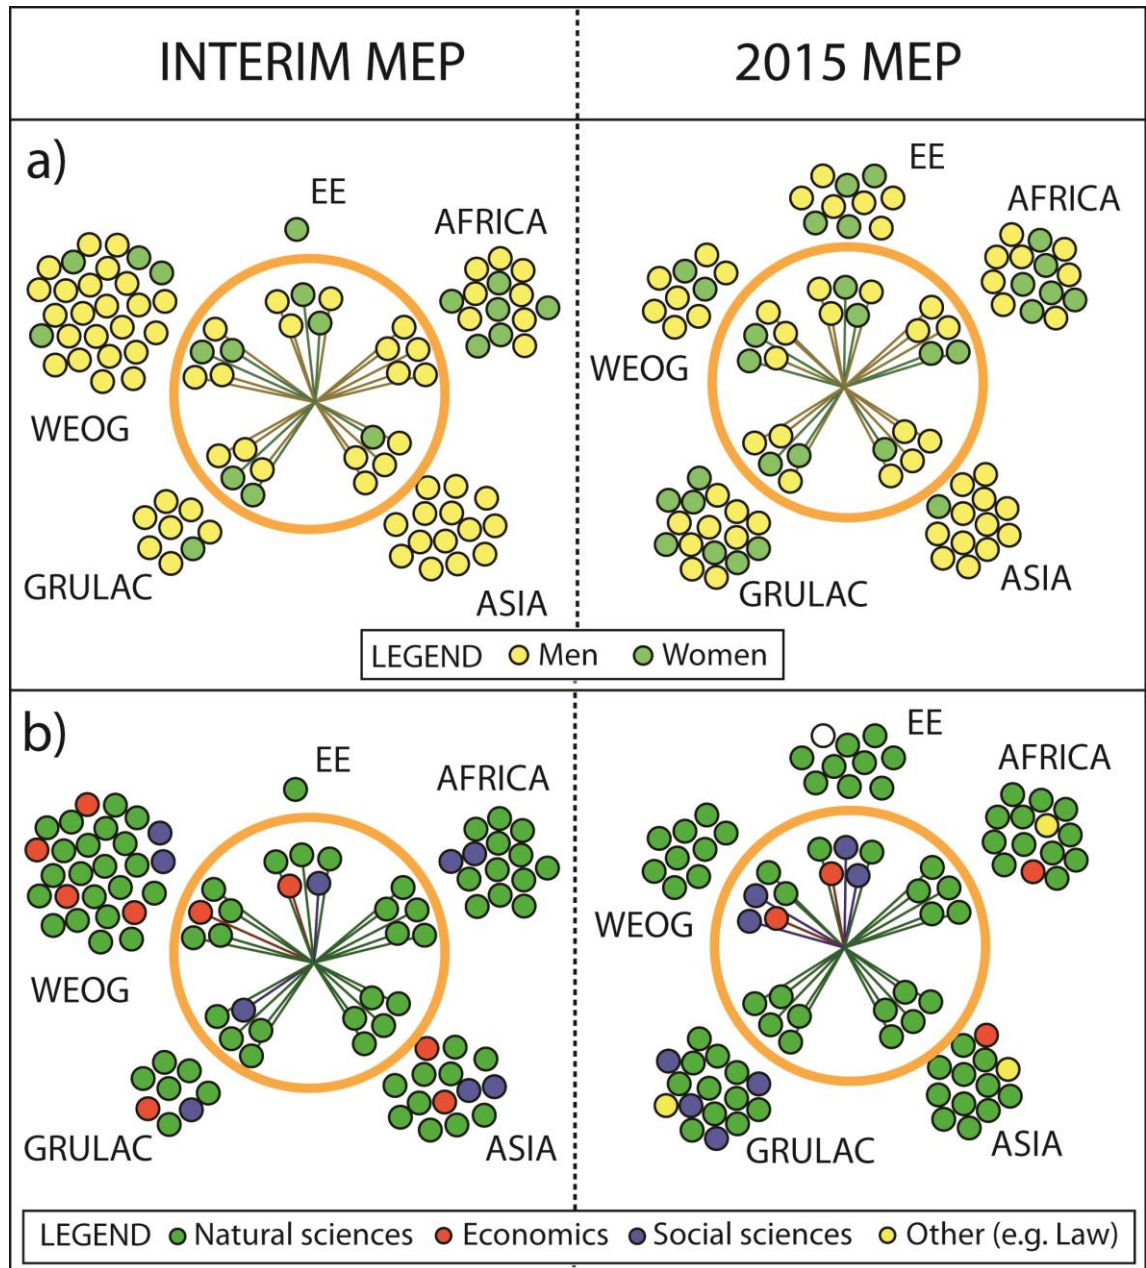 INTERIM MEP
2015 MEP
a)
EE
AFRICA
WEOG
GRULAC
ASIA
EE
AFRICA
WEOG
GRULAC
ASIA
LEGEND Men Women
b)
EE
AFRICA
WEOG
GRULAC
ASIA
EE
AFRICA
WEOG
GRULAC
ASIA
LEGEND Natural sciences Economics Social sciences Other (e.g. Law)